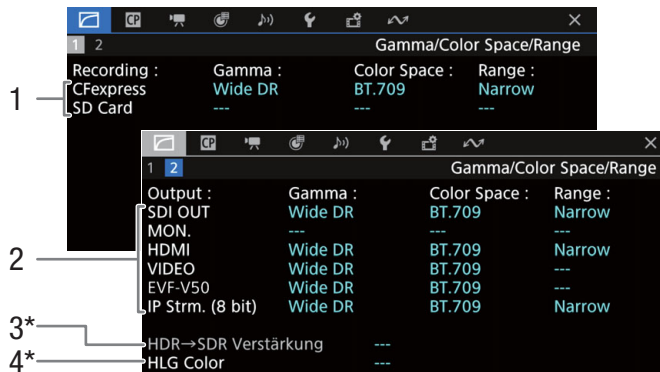 CP
1 2 Gamma/Color Space/Range
Recording : Gamma : Color Space : Range :
1 CFexpress Wide DR BT.709 Narrow
SD Card --- --- ---
CP
1 2 Gamma/Color Space/Range
Output : Gamma : Color Space : Range :
SDI OUT Wide DR BT.709 Narrow
MON. --- --- ---
2 HDMI Wide DR BT.709 Narrow
VIDEO Wide DR BT.709 ---
EVF-V50 Wide DR BT.709 ---
IP Strm. (8 bit) Wide DR BT.709 Narrow
3* HDR→SDR Verstärkung ---
4* HLG Color ---